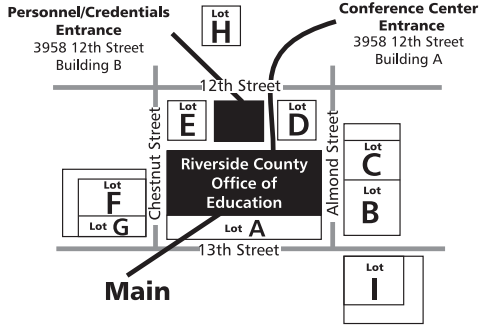 Personnel/Credentials
Entrance
3958 12th Street
Building B
Lot
H
Conference Center
Entrance
3958 12th Street
Building A
12th Street
Chestnut Street
Lot
E
Lot
D
Almond Street
Lot
C
Riverside County
Office of
Education
Lot
F
Lot G
Lot
B
Lot A
13th Street
Main
Lot
I